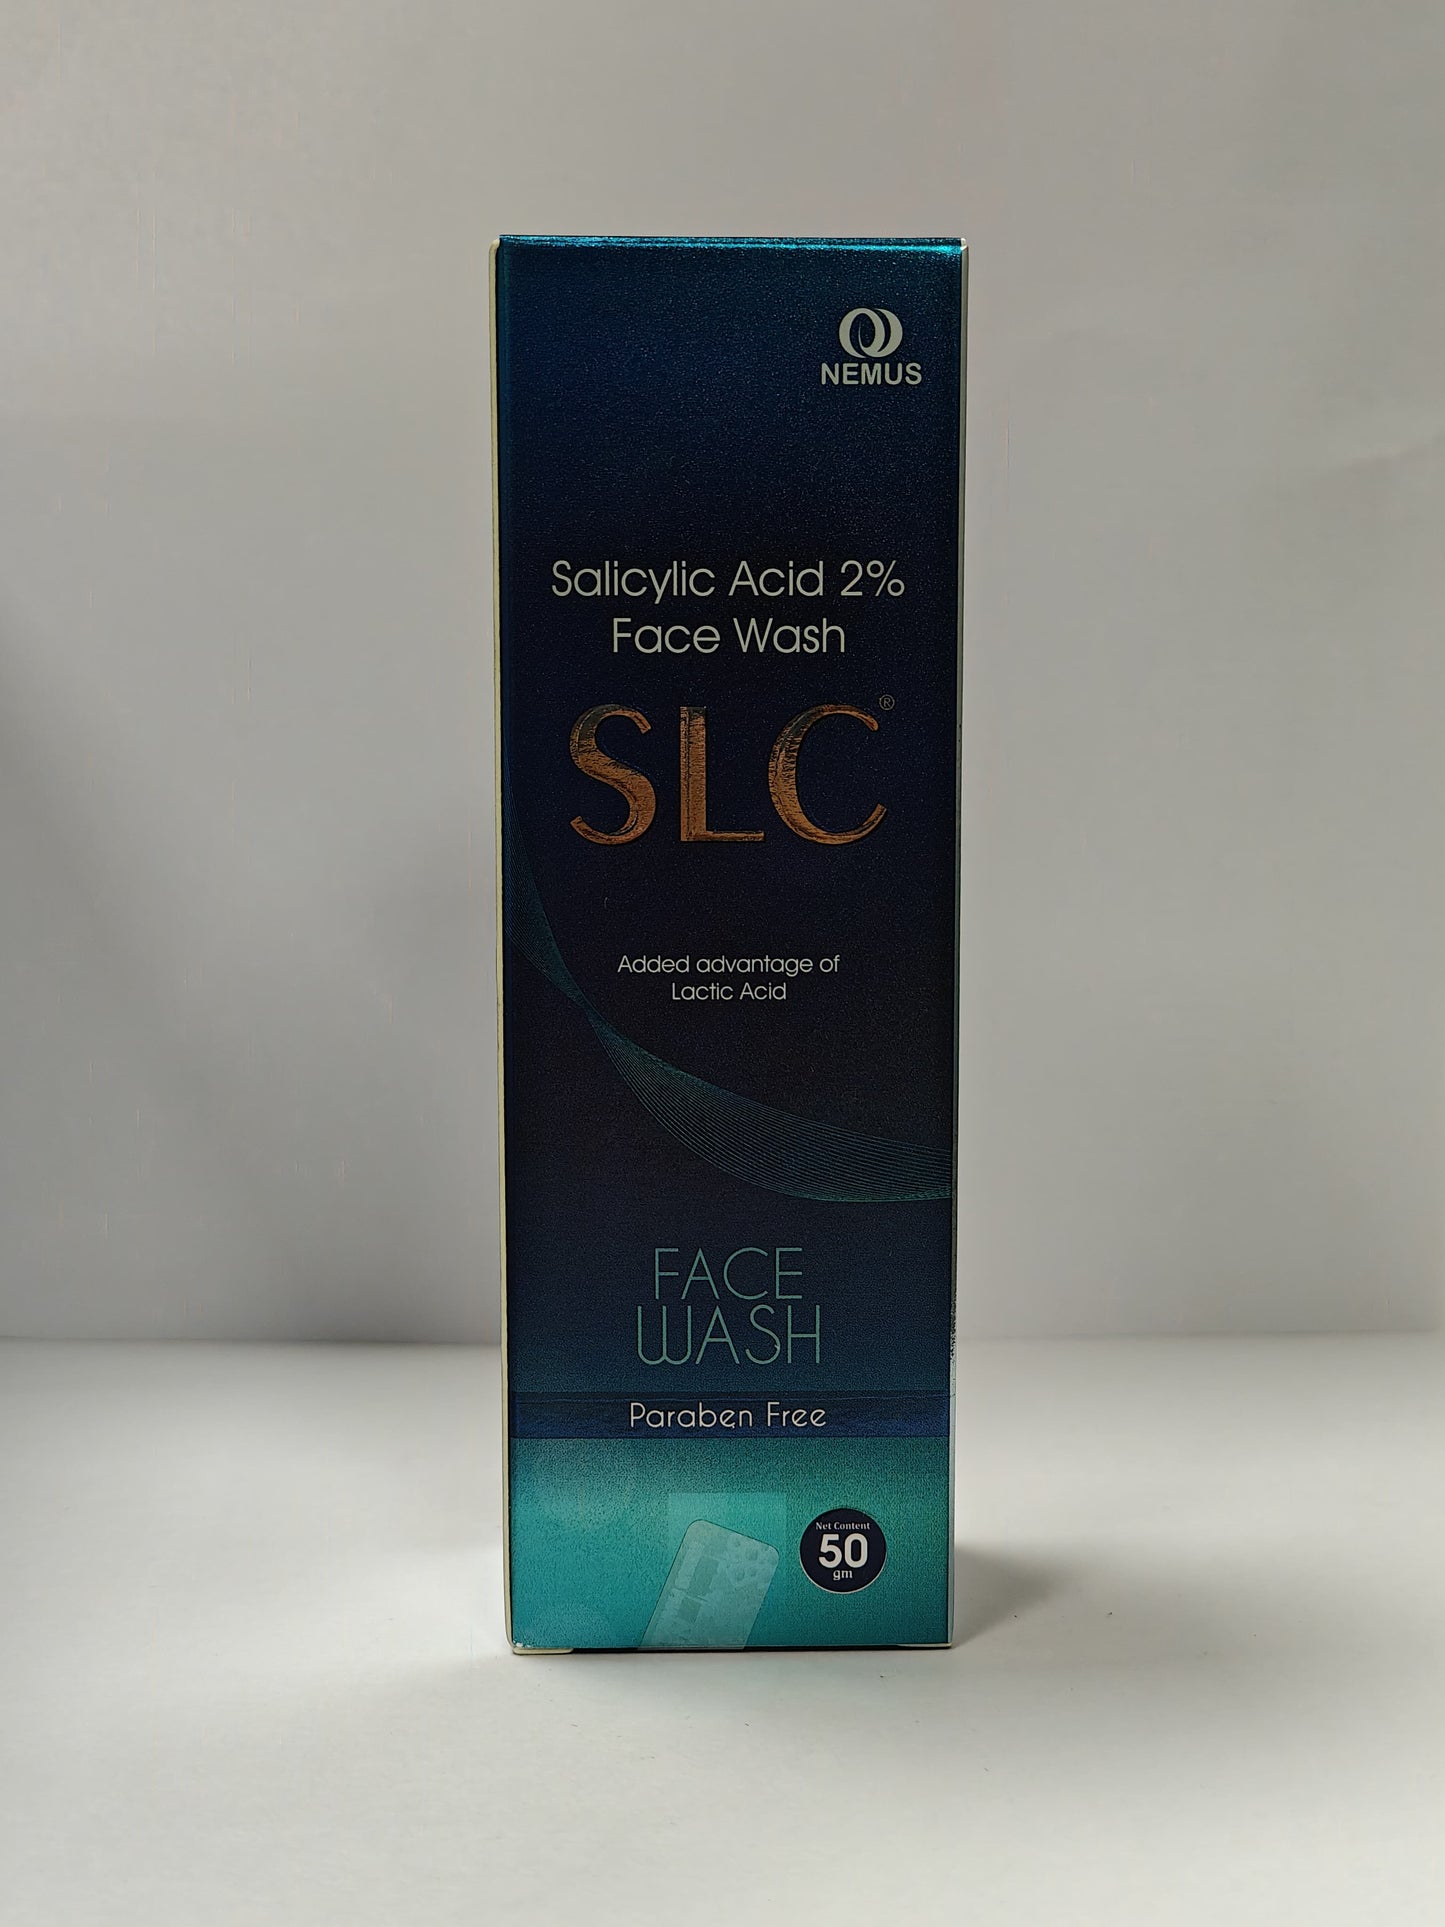 NEMUS
Salicylic Acid 2%
Face Wash
SLC®
Added advantage of
Lactic Acid
FACE
WASH
Paraben Free
Net Content
50
gm